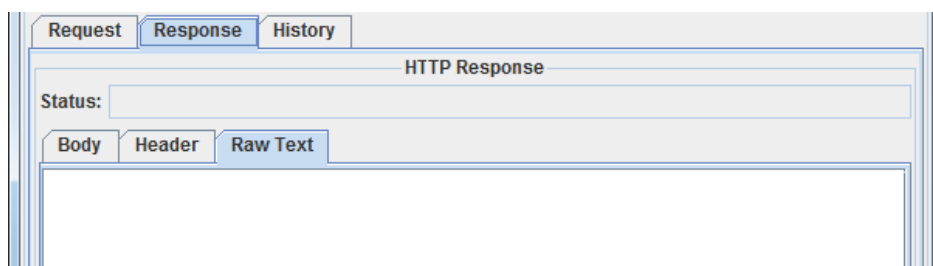 Request Response History
HTTP Response
Status:
Body Header Raw Text